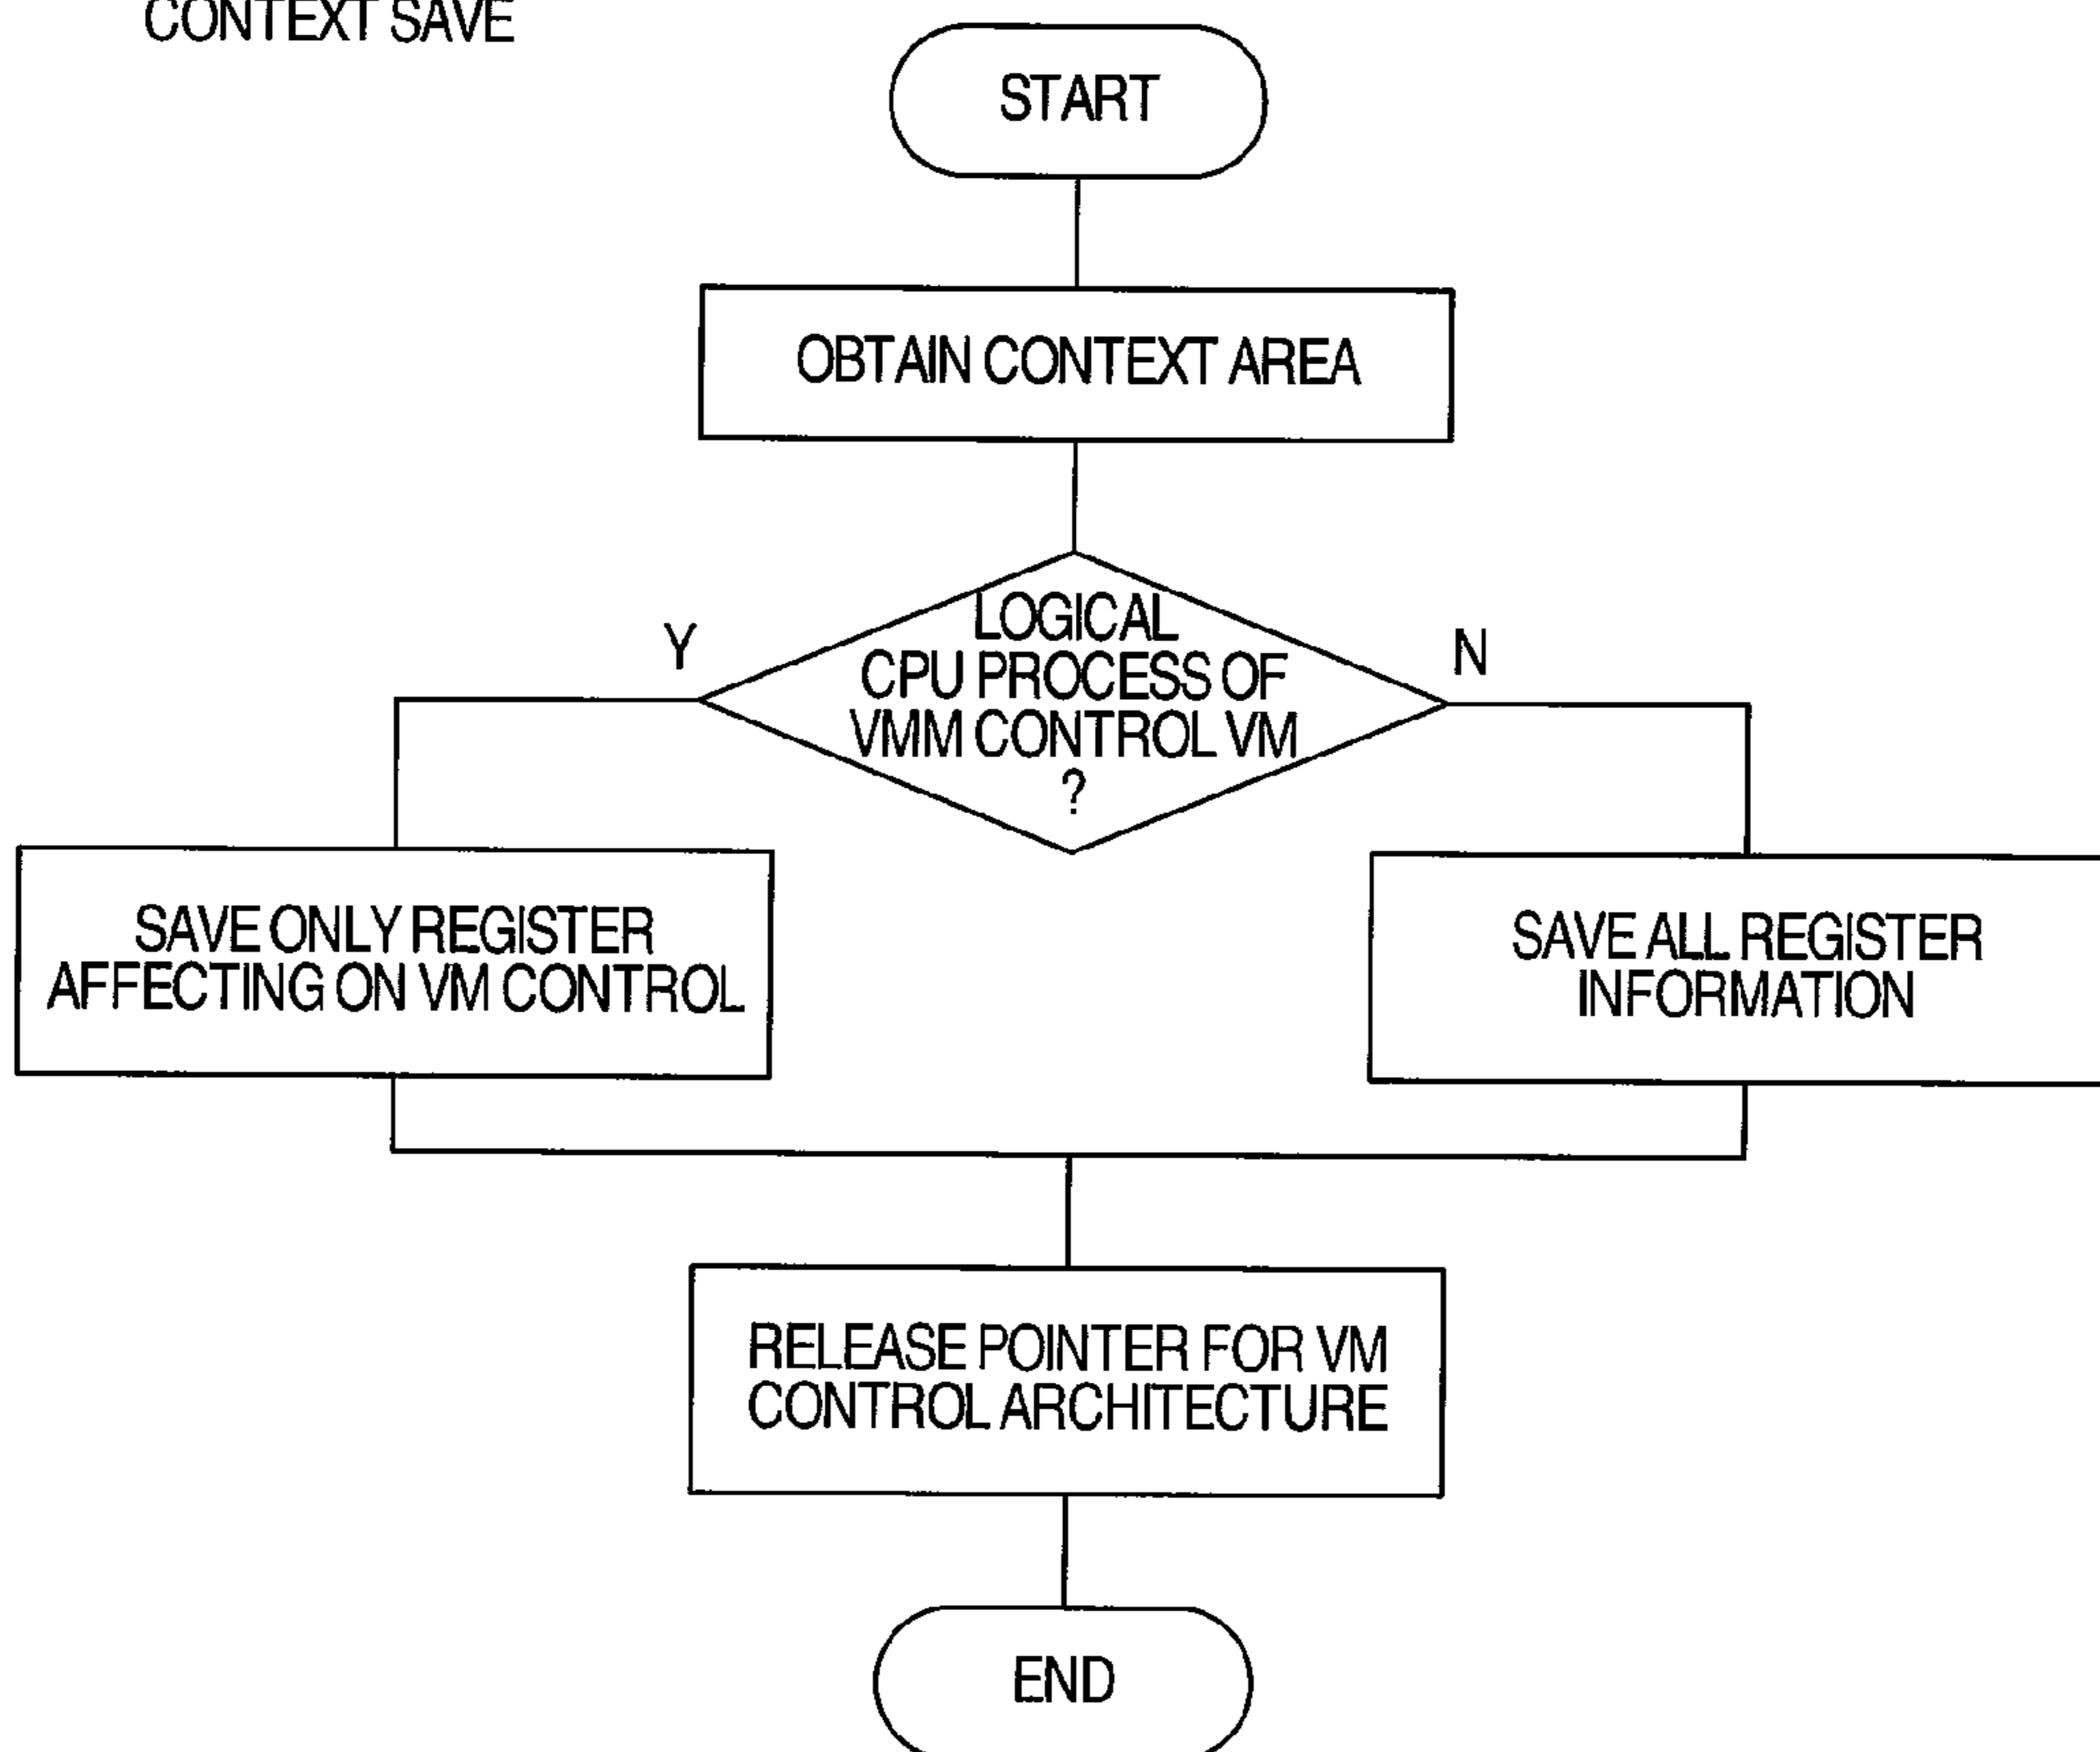 CONTEXT SAVE
START
OBTAIN CONTEXT AREA
LOGICAL
CPU PROCESS OF
VMM CONTROL VM
?
Y
N
SAVE ONLY REGISTER
AFFECTING ON VM CONTROL
SAVE ALL REGISTER
INFORMATION
RELEASE POINTER FOR VM
CONTROL ARCHITECTURE
END